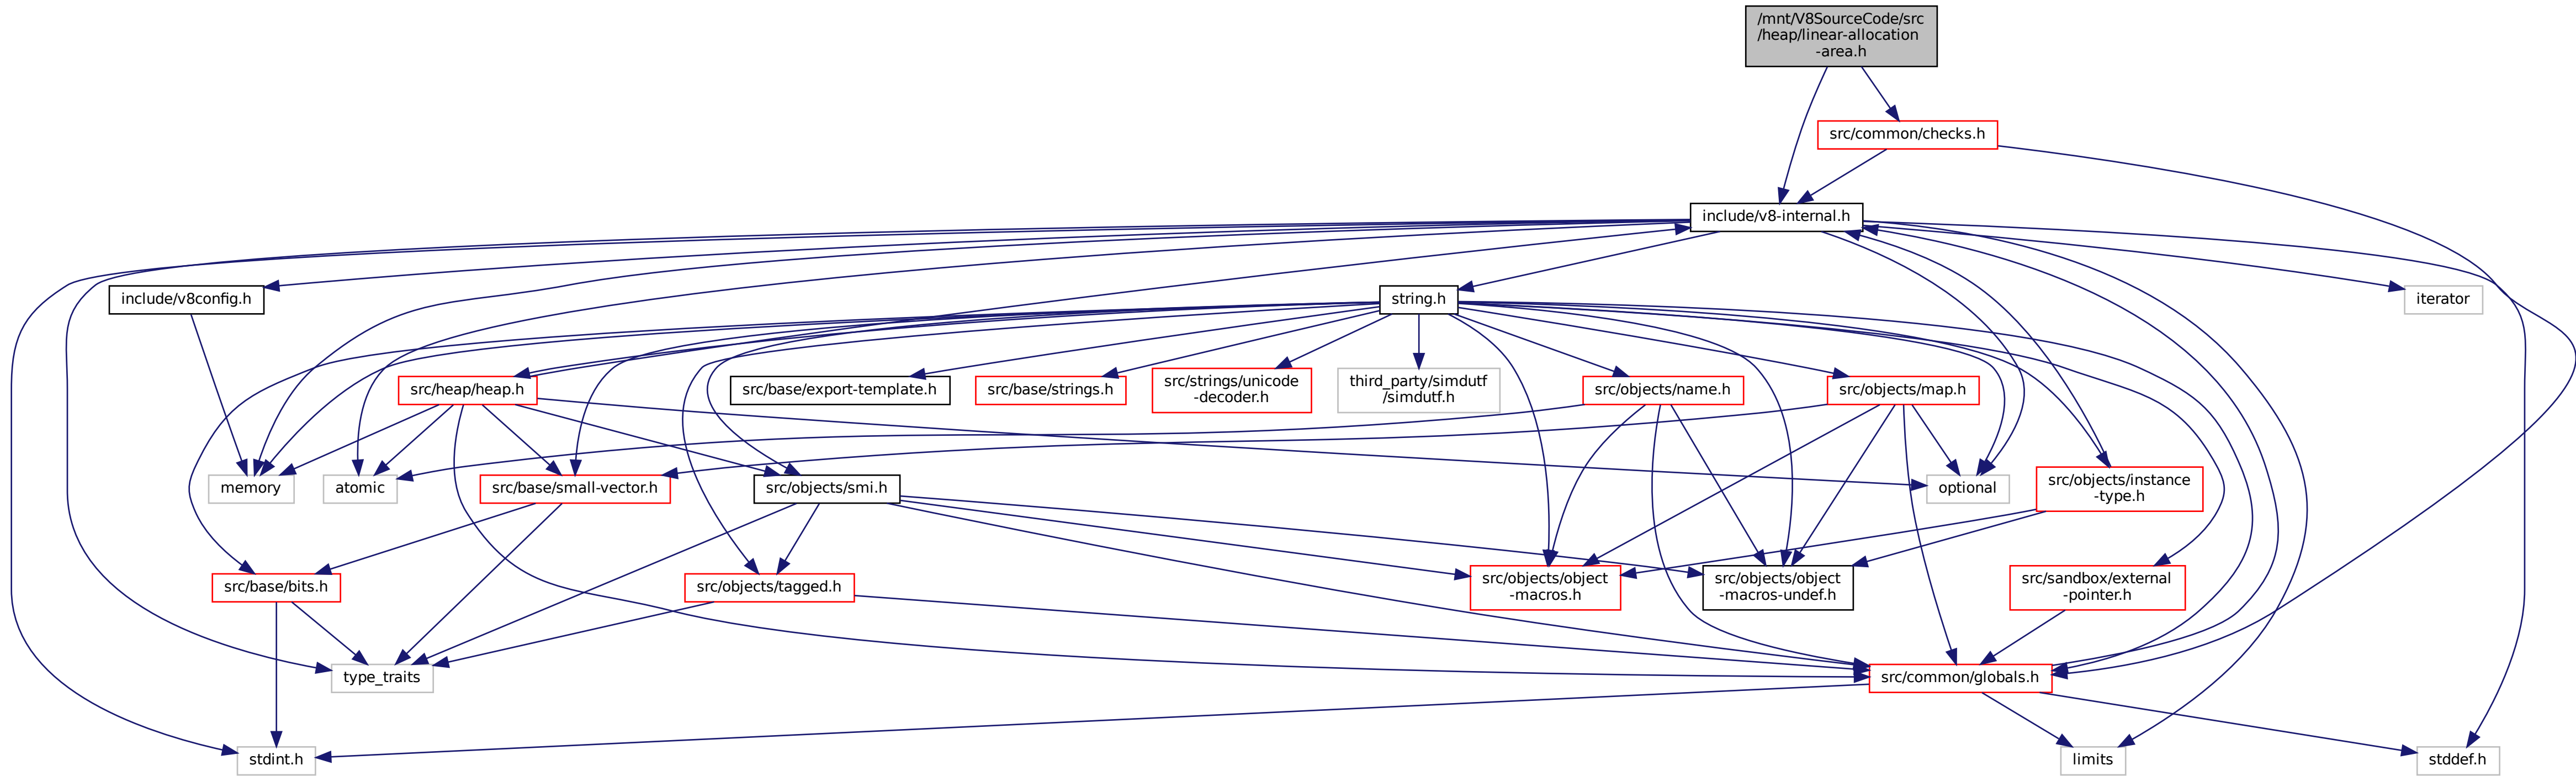 /mnt/V8SourceCode/src
/heap/linear-allocation
-area.h
src/common/checks.h
include/v8-internal.h
include/v8config.h
string.h
iterator
src/heap/heap.h
src/base/export-template.h
src/base/strings.h
src/strings/unicode
-decoder.h
third_party/simdutf
/simdutf.h
src/objects/name.h
src/objects/map.h
memory
atomic
src/base/small-vector.h
src/objects/smi.h
optional
src/objects/instance
-type.h
src/base/bits.h
src/objects/tagged.h
src/objects/object
-macros.h
src/objects/object
-macros-undef.h
src/sandbox/external
-pointer.h
type_traits
src/common/globals.h
stdint.h
limits
stddef.h